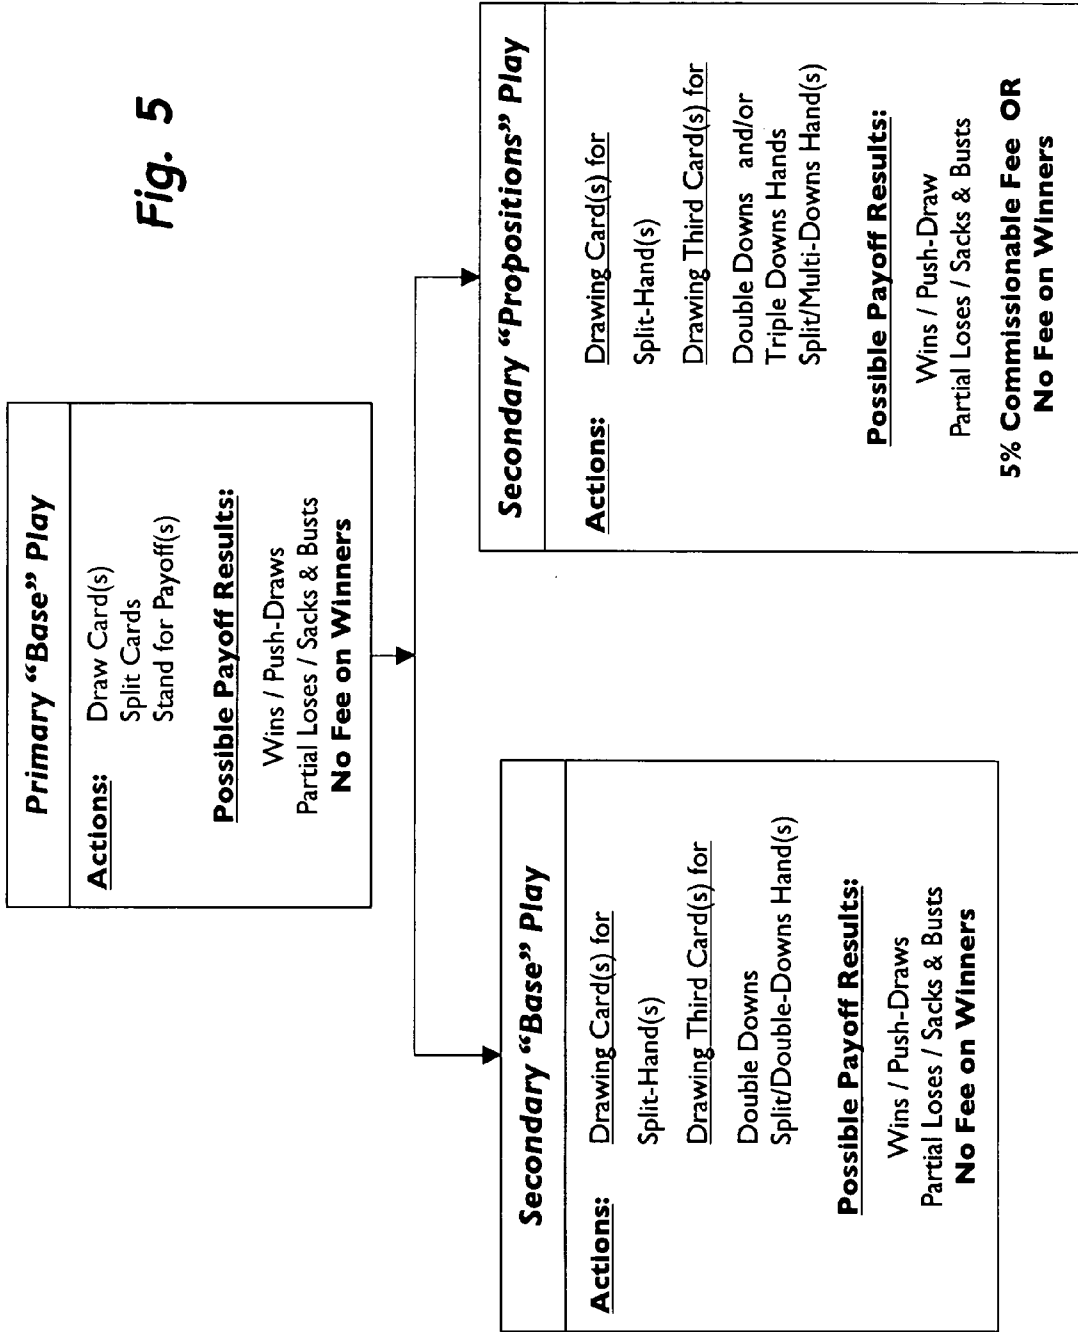 Fig. 5
Primary “Base” Play
Actions:
Draw Card(s)
Split Cards
Stand for Payoff(s)
Possible Payoff Results:
Wins / Push-Draws
Partial Loses / Sacks & Busts
No Fee on Winners
Secondary “Base” Play
Actions:
Drawing Card(s) for
Split-Hand(s)
Drawing Third Card(s) for
Double Downs
Split/Double-Downs Hand(s)
Possible Payoff Results:
Wins / Push-Draws
Partial Loses / Sacks & Busts
No Fee on Winners
Secondary “Propositions” Play
Actions:
Drawing Card(s) for
Split-Hand(s)
Drawing Third Card(s) for
Double Downs and/or
Triple Downs Hands
Split/Multi-Downs Hand(s)
Possible Payoff Results:
Wins / Push-Draw
Partial Loses / Sacks & Busts
5% Commissionable Fee OR
No Fee on Winners